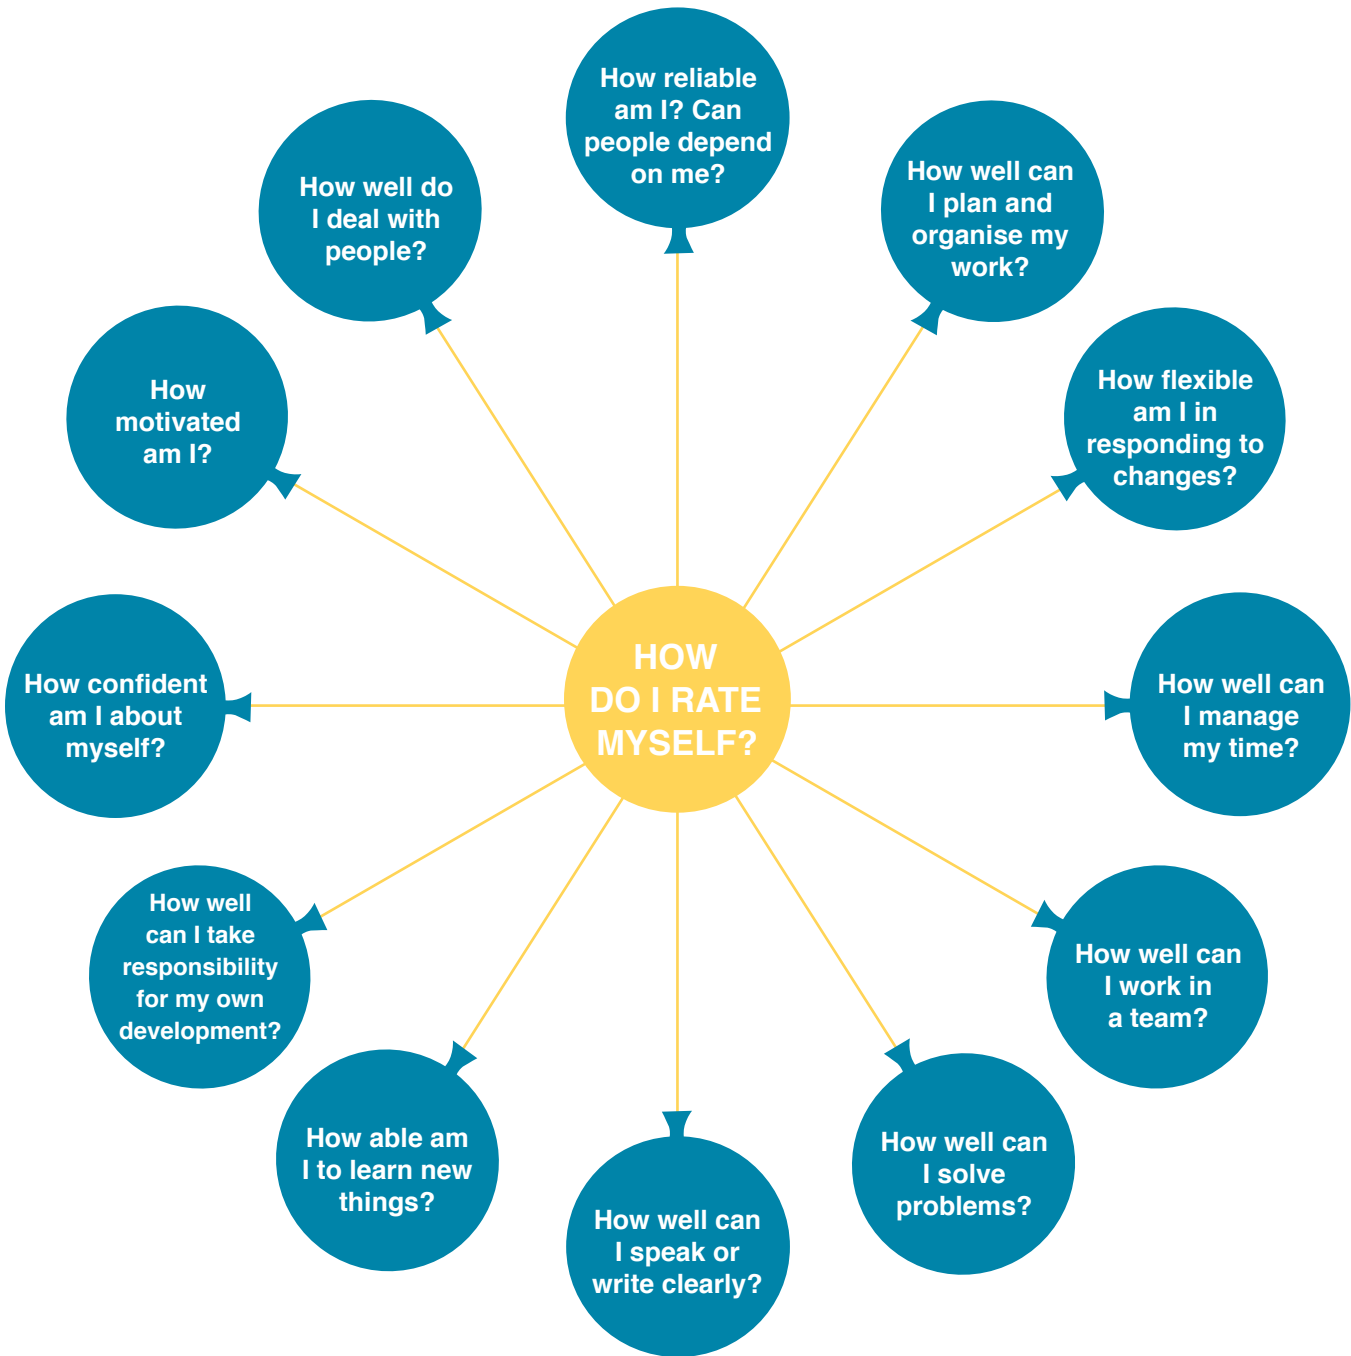 How reliable
am I? Can
people depend
on me?
How well can
I plan and
organise my
work?
How flexible
am I in
responding to
changes?
How well can
I manage
my time?
How well can
I work in
a team?
How well can
I solve
problems?
How well can
I speak or
write clearly?
How able am
I to learn new
things?
How well
can I take
responsibility
for my own
development?
How confident
am I about
myself?
How
motivated
am I?
How well do
I deal with
people?
HOW
DO I RATE
MYSELF?